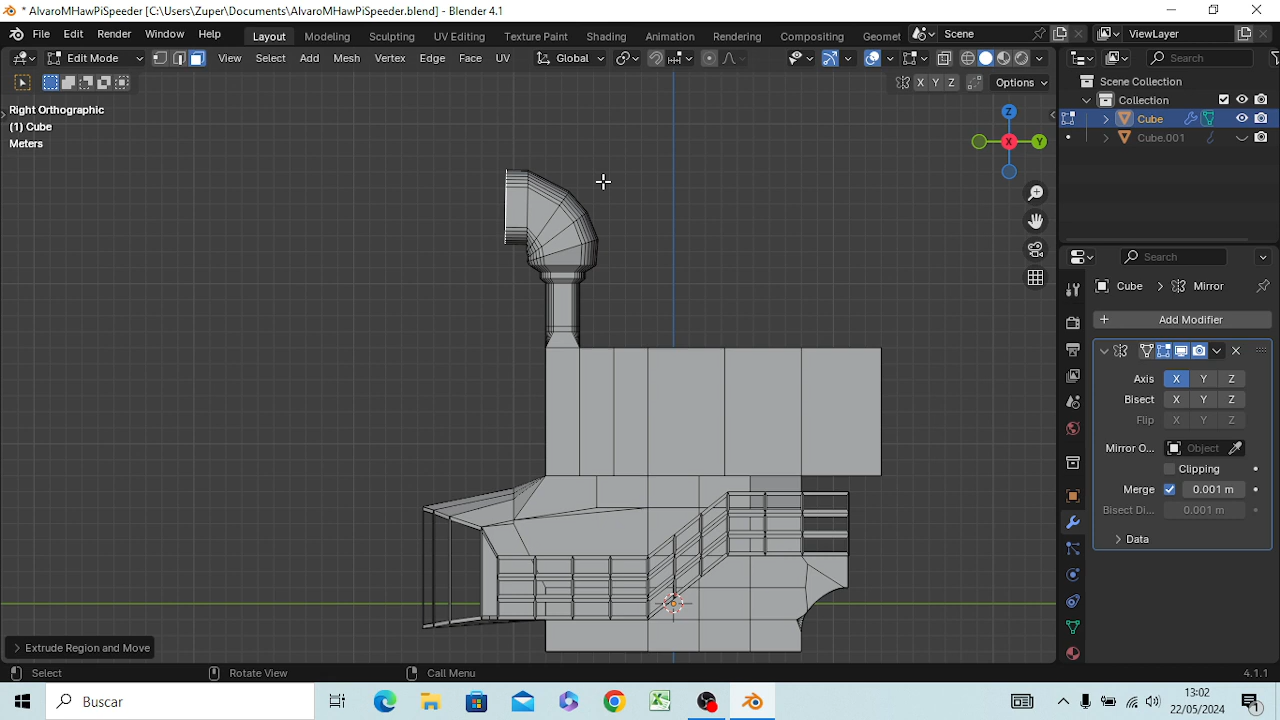 * AlvaroMHawPiSpeeder [C:\Users\Zuper\Documents\AlvaroMHawPiSpeeder.blend] - Blender 4.1
File Edit Render Window Help Layout Modeling Sculpting UV Editing Texture Paint Shading Animation Rendering Compositing Geomet Scene ViewLayer
Edit Mode View Select Add Mesh Vertex Edge Face UV Global Search
X Y Z Options
Right Orthographic
(1) Cube
Meters
Z
Y
X
Scene Collection
Collection
Cube
Cube.001
Search
Cube Mirror
Add Modifier
Axis X Y Z
Bisect X Y Z
Flip X Y Z
Mirror O... Object
Clipping
Merge 0.001 m
Bisect Di... 0.001 m
Data
Extrude Region and Move
Select Rotate View Call Menu 4.1.1
Buscar
3:02
22/05/2024
1